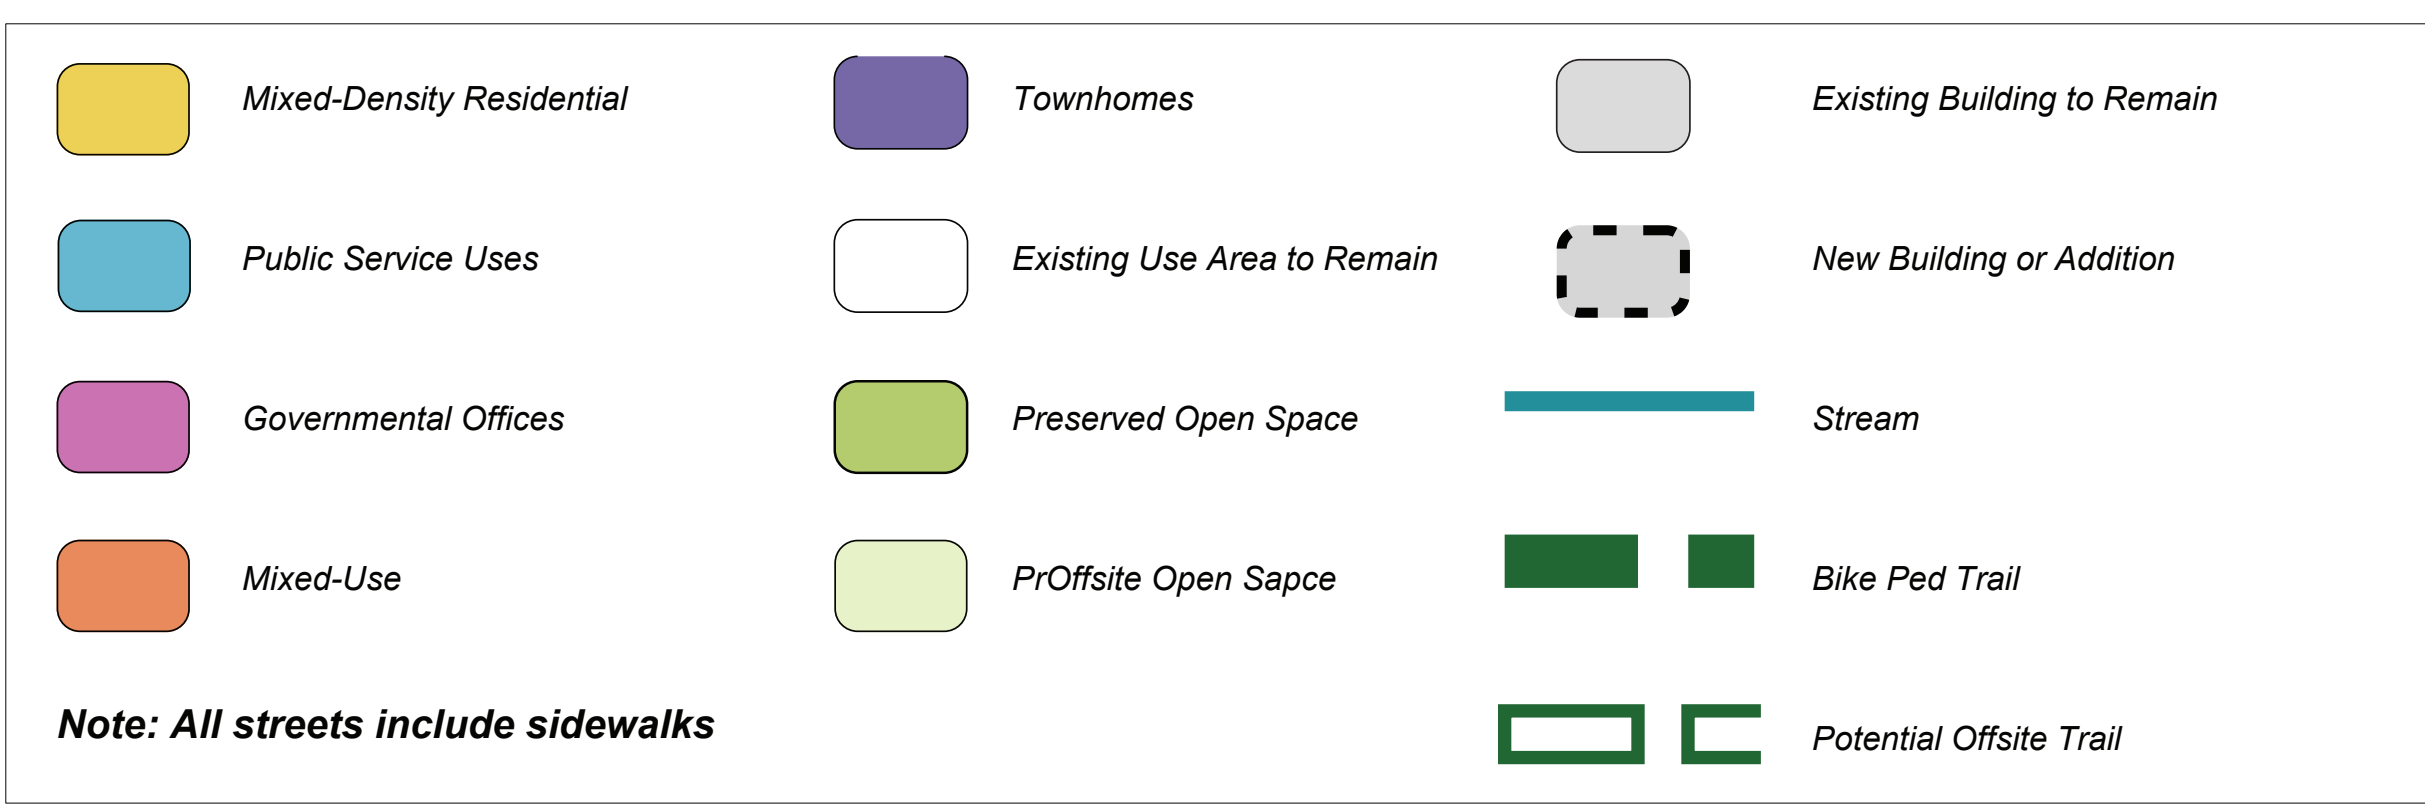 Mixed-Density Residential
Public Service Uses
Governmental Offices
Mixed-Use
Note: All streets include sidewalks
Townhomes
Existing Use Area to Remain
Preserved Open Space
PrOffsite Open Sapce
Existing Building to Remain
New Building or Addition
Stream
Bike Ped Trail
Potential Offsite Trail